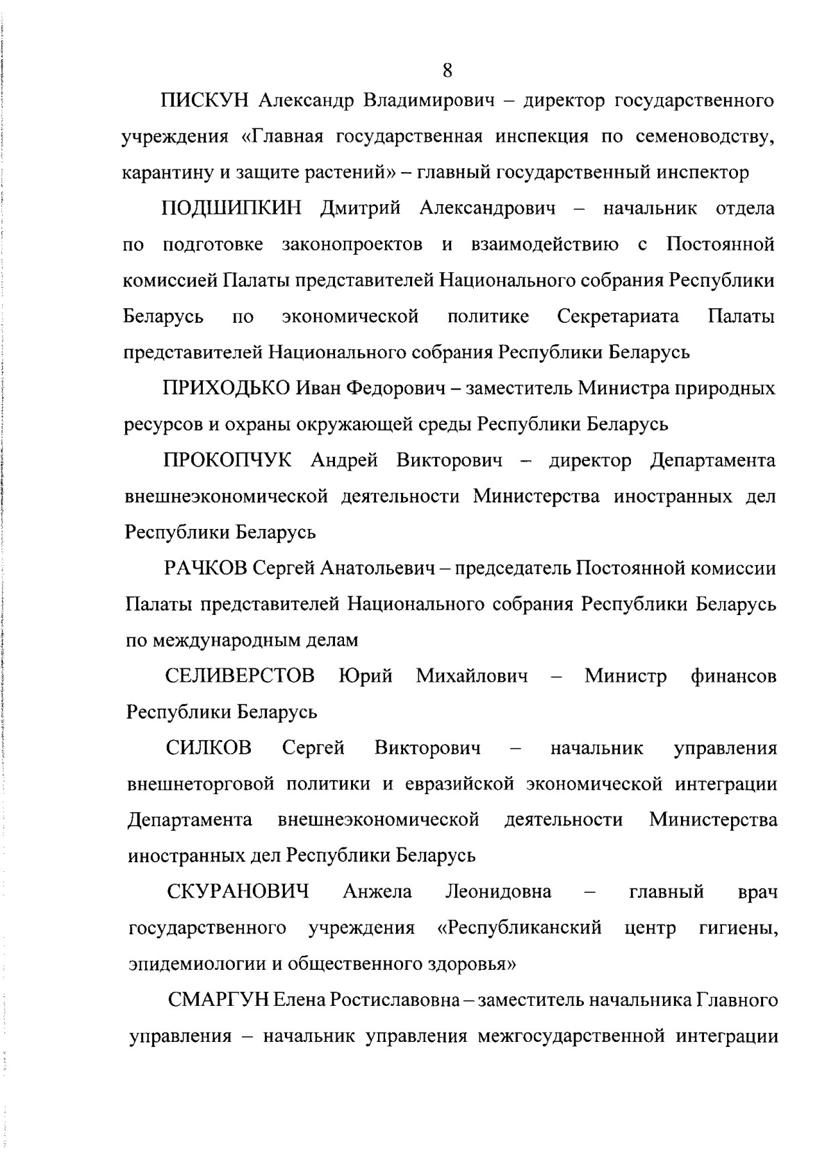 8
ПИСКУН Александр Владимирович – директор государственного
учреждения «Главная государственная инспекция по семеноводству,
карантину и защите растений» – главный государственный инспектор
ПОДШИПКИН Дмитрий Александрович – начальник отдела
по подготовке законопроектов и взаимодействию с Постоянной
комиссией Палаты представителей Национального собрания Республики
Беларусь по экономической политике Секретариата Палаты
представителей Национального собрания Республики Беларусь
ПРИХОДЬКО Иван Федорович – заместитель Министра природных
ресурсов и охраны окружающей среды Республики Беларусь
ПРОКОПЧУК Андрей Викторович – директор Департамента
внешнеэкономической деятельности Министерства иностранных дел
Республики Беларусь
РАЧКОВ Сергей Анатольевич – председатель Постоянной комиссии
Палаты представителей Национального собрания Республики Беларусь
по международным делам
СЕЛИВЕРСТОВ Юрий Михайлович – Министр финансов
Республики Беларусь
СИЛКОВ Сергей Викторович – начальник управления
внешнеторговой политики и евразийской экономической интеграции
Департамента внешнеэкономической деятельности Министерства
иностранных дел Республики Беларусь
СКУРАНОВИЧ Анжела Леонидовна – главный врач
государственного учреждения «Республиканский центр гигиены,
эпидемиологии и общественного здоровья»
СМАРГУН Елена Ростиславовна – заместитель начальника Главного
управления – начальник управления межгосударственной интеграции